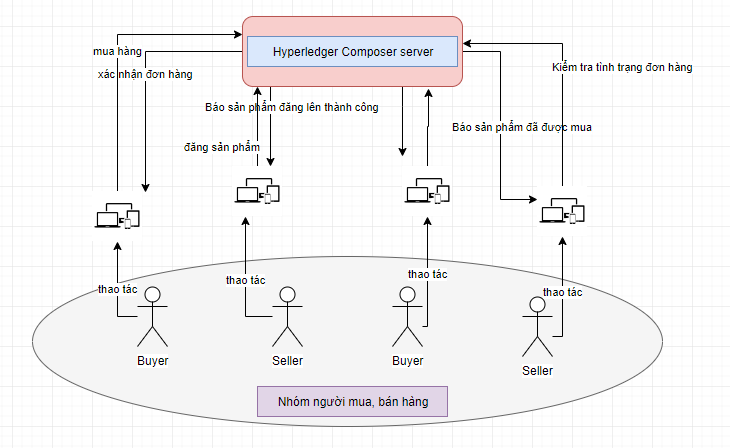 Hyperledger Composer server
mua hàng
xác nhận đơn hàng
Kiểm tra tình trạng đơn hàng
Báo sản phẩm đăng lên thành công
Báo sản phẩm đã được mua
đăng sản phẩm
thao tác
thao tác
thao tác
thao tác
Buyer
Seller
Buyer
Seller
Nhóm người mua, bán hàng